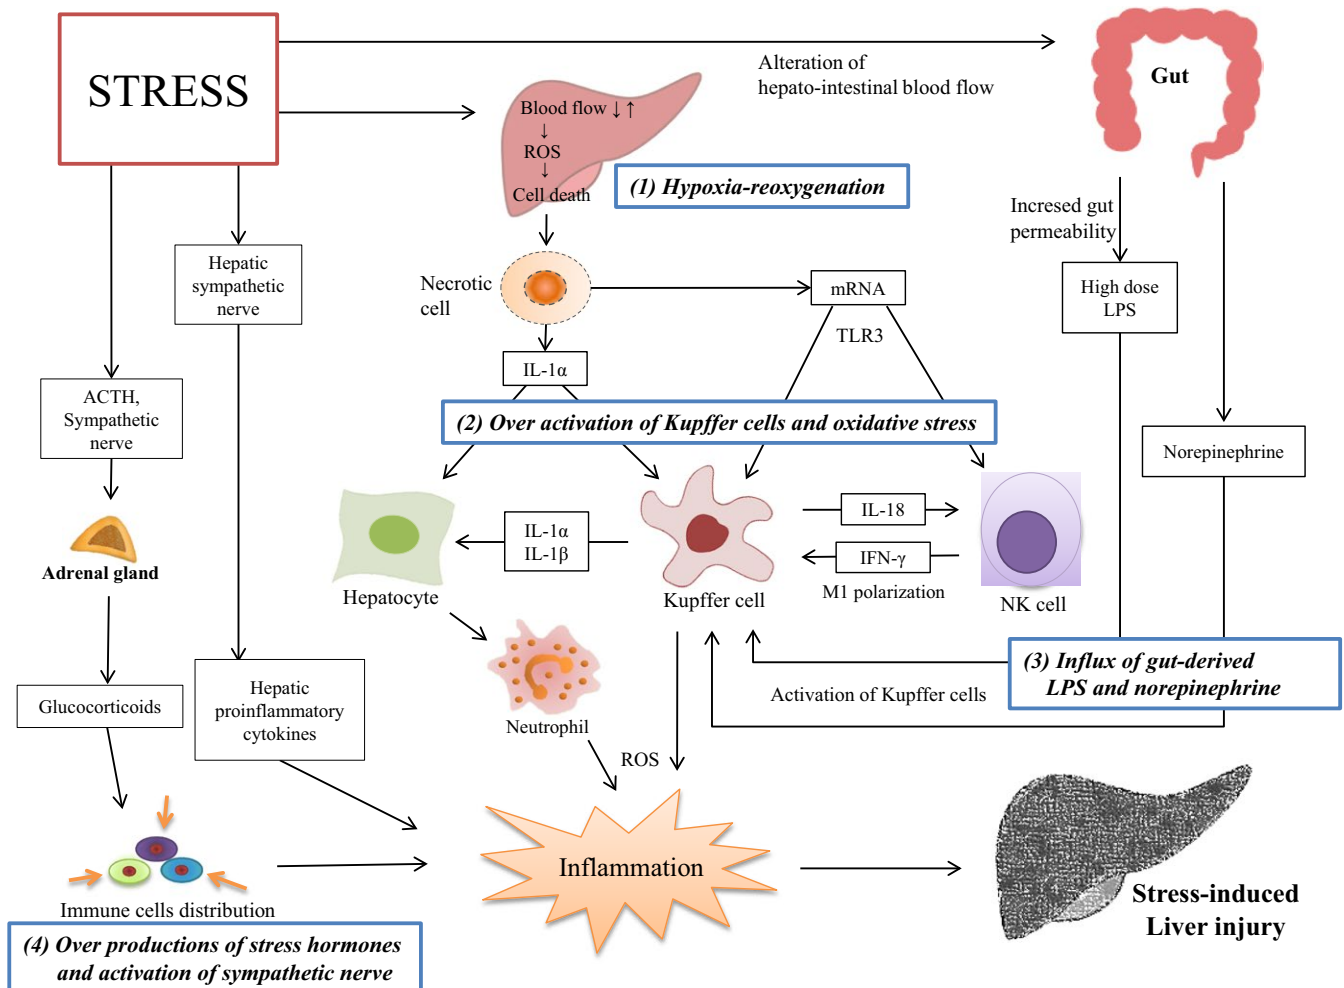 STRESS
Alteration of
hepato-intestinal blood flow
Gut
Blood flow ↓↑
↓
ROS
↓
Cell death
(1) Hypoxia-reoxygenation
Incresed gut
permeability
Hepatic
sympathetic
nerve
Necrotic
cell
mRNA
High dose
LPS
TLR3
IL-1α
ACTH,
Sympathetic
nerve
(2) Over activation of Kupffer cells and oxidative stress
Norepinephrine
IL-1α
IL-1β
IL-18
IFN-γ
Adrenal gland
Hepatocyte
Kupffer cell
M1 polarization
NK cell
(3) Influx of gut-derived
LPS and norepinephrine
Glucocorticoids
Hepatic
proinflammatory
cytokines
Activation of Kupffer cells
Neutrophil
ROS
Inflammation
Immune cells distribution
Stress-induced
Liver injury
(4) Over productions of stress hormones
and activation of sympathetic nerve